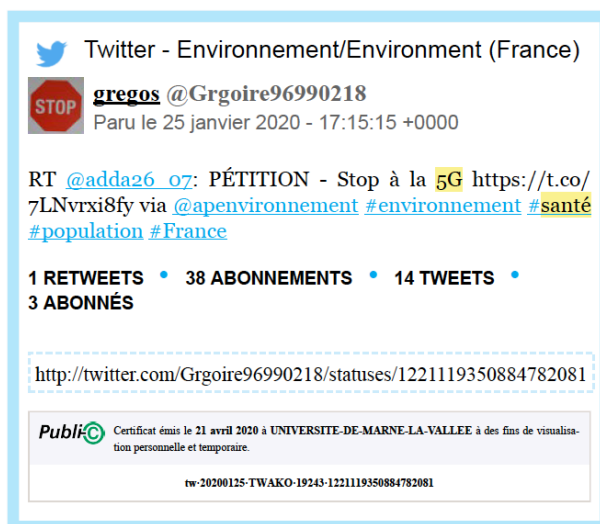 Twitter - Environnement/Environment (France)
STOP
gregos @Grgoire96990218
Paru le 25 janvier 2020 - 17:15:15 +0000
RT @adda26_07: PÉTITION - Stop à la 5G https://t.co/
7LNvrxi8fy via @apenvironnement #environnement #santé
#population #France
1 RETWEETS • 38 ABONNEMENTS • 14 TWEETS •
3 ABONNÉS
http://twitter.com/Grgoire96990218/statuses/1221119350884782081
Publi© Certificat émis le 21 avril 2020 à UNIVERSITE-DE-MARNE-LA-VALLEE à des fins de visualisa-
tion personnelle et temporaire.
tw·20200125·TWAKO·19243·1221119350884782081